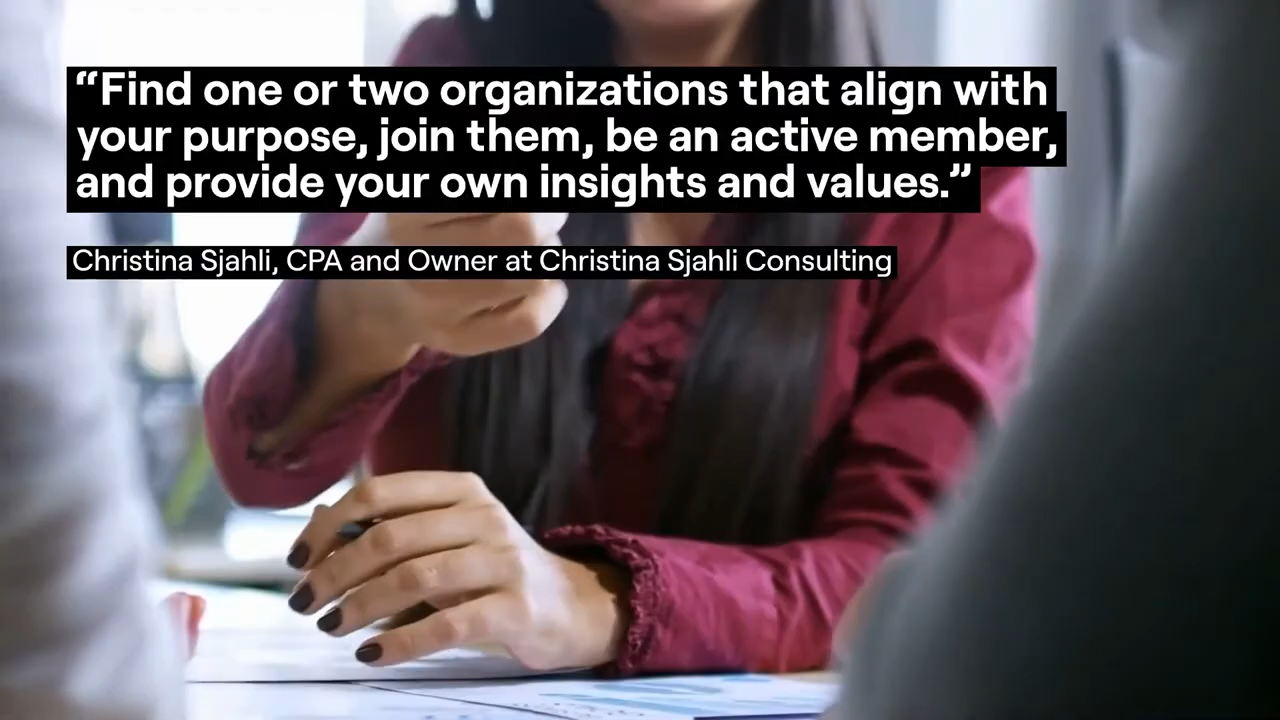 “Find one or two organizations that align with
your purpose, join them, be an active member,
and provide your own insights and values.”
Christina Sjahli, CPA and Owner at Christina Sjahli Consulting